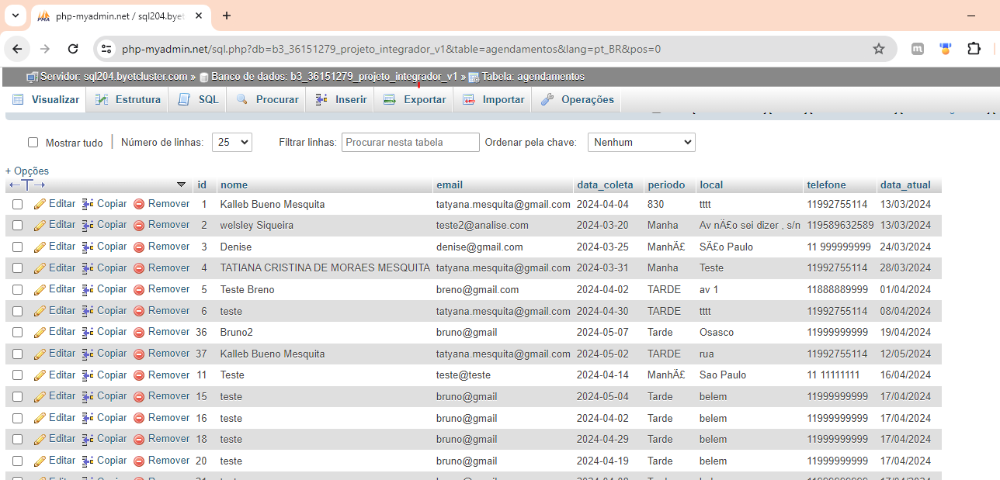 php-myadmin.net / sql204.byet
php-myadmin.net/sql.php?db=b3_36151279_projeto_integrador_v1&table=agendamentos&lang=pt_BR&pos=0
Servidor: sql204.byetcluster.com » Banco de dados: b3_36151279_projeto_integrador_v1 » Tabela: agendamentos
Visualizar Estrutura SQL Procurar Inserir Exportar Importar Operações
Mostrar tudo Número de linhas: 25 Filtrar linhas: Procurar nesta tabela Ordenar pela chave: Nenhum
+ Opções
←T→ id nome email data_coleta periodo local telefone data_atual
Editar Copiar Remover 1 Kalleb Bueno Mesquita tatyana.mesquita@gmail.com 2024-04-04 830 tttt 11992755114 13/03/2024
Editar Copiar Remover 2 welsley Siqueira teste2@analise.com 2024-03-20 Manha Av nÃ£o sei dizer , s/n 119589632589 13/03/2024
Editar Copiar Remover 3 Denise denise@gmail.com 2024-03-25 ManhÃ£ SÃ£o Paulo 11 999999999 24/03/2024
Editar Copiar Remover 4 TATIANA CRISTINA DE MORAES MESQUITA tatyana.mesquita@gmail.com 2024-03-31 Manha Teste 11992755114 28/03/2024
Editar Copiar Remover 5 Teste Breno breno@gmail.com 2024-04-02 TARDE av 1 11888889999 01/04/2024
Editar Copiar Remover 6 teste tatyana.mesquita@gmail.com 2024-04-30 TARDE tttt 11992755114 08/04/2024
Editar Copiar Remover 36 Bruno2 bruno@gmail 2024-05-07 Tarde Osasco 11999999999 19/04/2024
Editar Copiar Remover 37 Kalleb Bueno Mesquita tatyana.mesquita@gmail.com 2024-05-02 TARDE rua 11992755114 12/05/2024
Editar Copiar Remover 11 Teste teste@teste 2024-04-14 ManhÃ£ Sao Paulo 11 11111111 16/04/2024
Editar Copiar Remover 15 teste bruno@gmail 2024-05-04 Tarde belem 11999999999 17/04/2024
Editar Copiar Remover 16 teste bruno@gmail 2024-04-02 Tarde belem 11999999999 17/04/2024
Editar Copiar Remover 18 teste bruno@gmail 2024-04-29 Tarde belem 11999999999 17/04/2024
Editar Copiar Remover 20 teste bruno@gmail 2024-04-19 Tarde belem 11999999999 17/04/2024